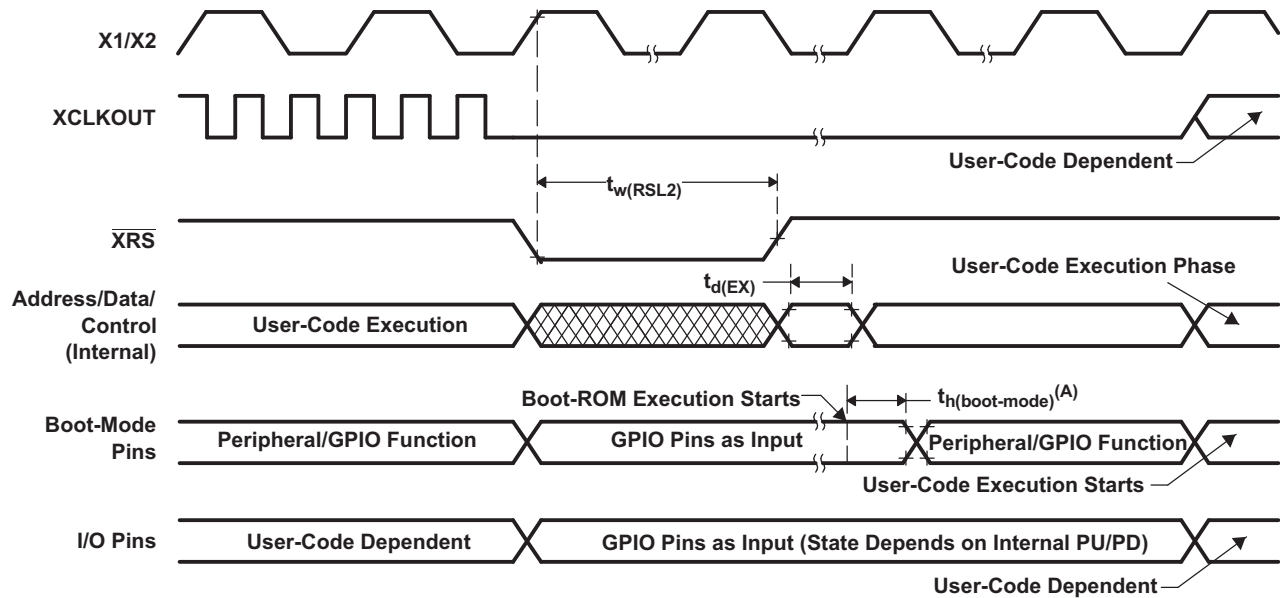 X1/X2
XCLKOUT
User-Code Dependent
tw(RSL2)
XRS
User-Code Execution Phase
td(EX)
Address/Data/
Control
(Internal)
User-Code Execution
Boot-ROM Execution Starts
th(boot-mode)(A)
Boot-Mode
Pins
Peripheral/GPIO Function
GPIO Pins as Input
Peripheral/GPIO Function
User-Code Execution Starts
I/O Pins
User-Code Dependent
GPIO Pins as Input (State Depends on Internal PU/PD)
User-Code Dependent